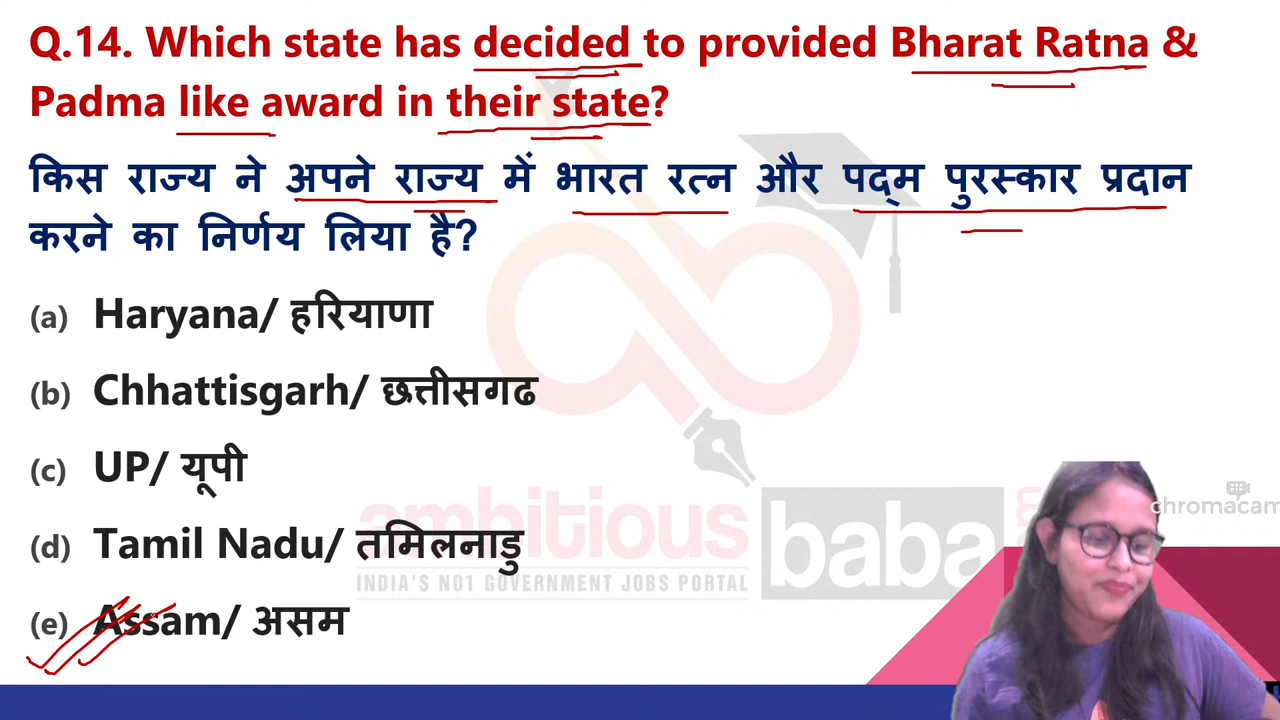 Q.14. Which state has decided to provided Bharat Ratna &
Padma like award in their state?
किस राज्य ने अपने राज्य में भारत रत्न और पद्म पुरस्कार प्रदान
करने का निर्णय लिया है?
(a) Haryana/ हरियाणा
(b) Chhattisgarh/ छत्तीसगढ
(c) UP/ यूपी
(d) Tamil Nadu/ तमिलनाडु
(e) Assam/ असम
ambitious baba
INDIA'S NO1 GOVERNMENT JOBS PORTAL
chromacam